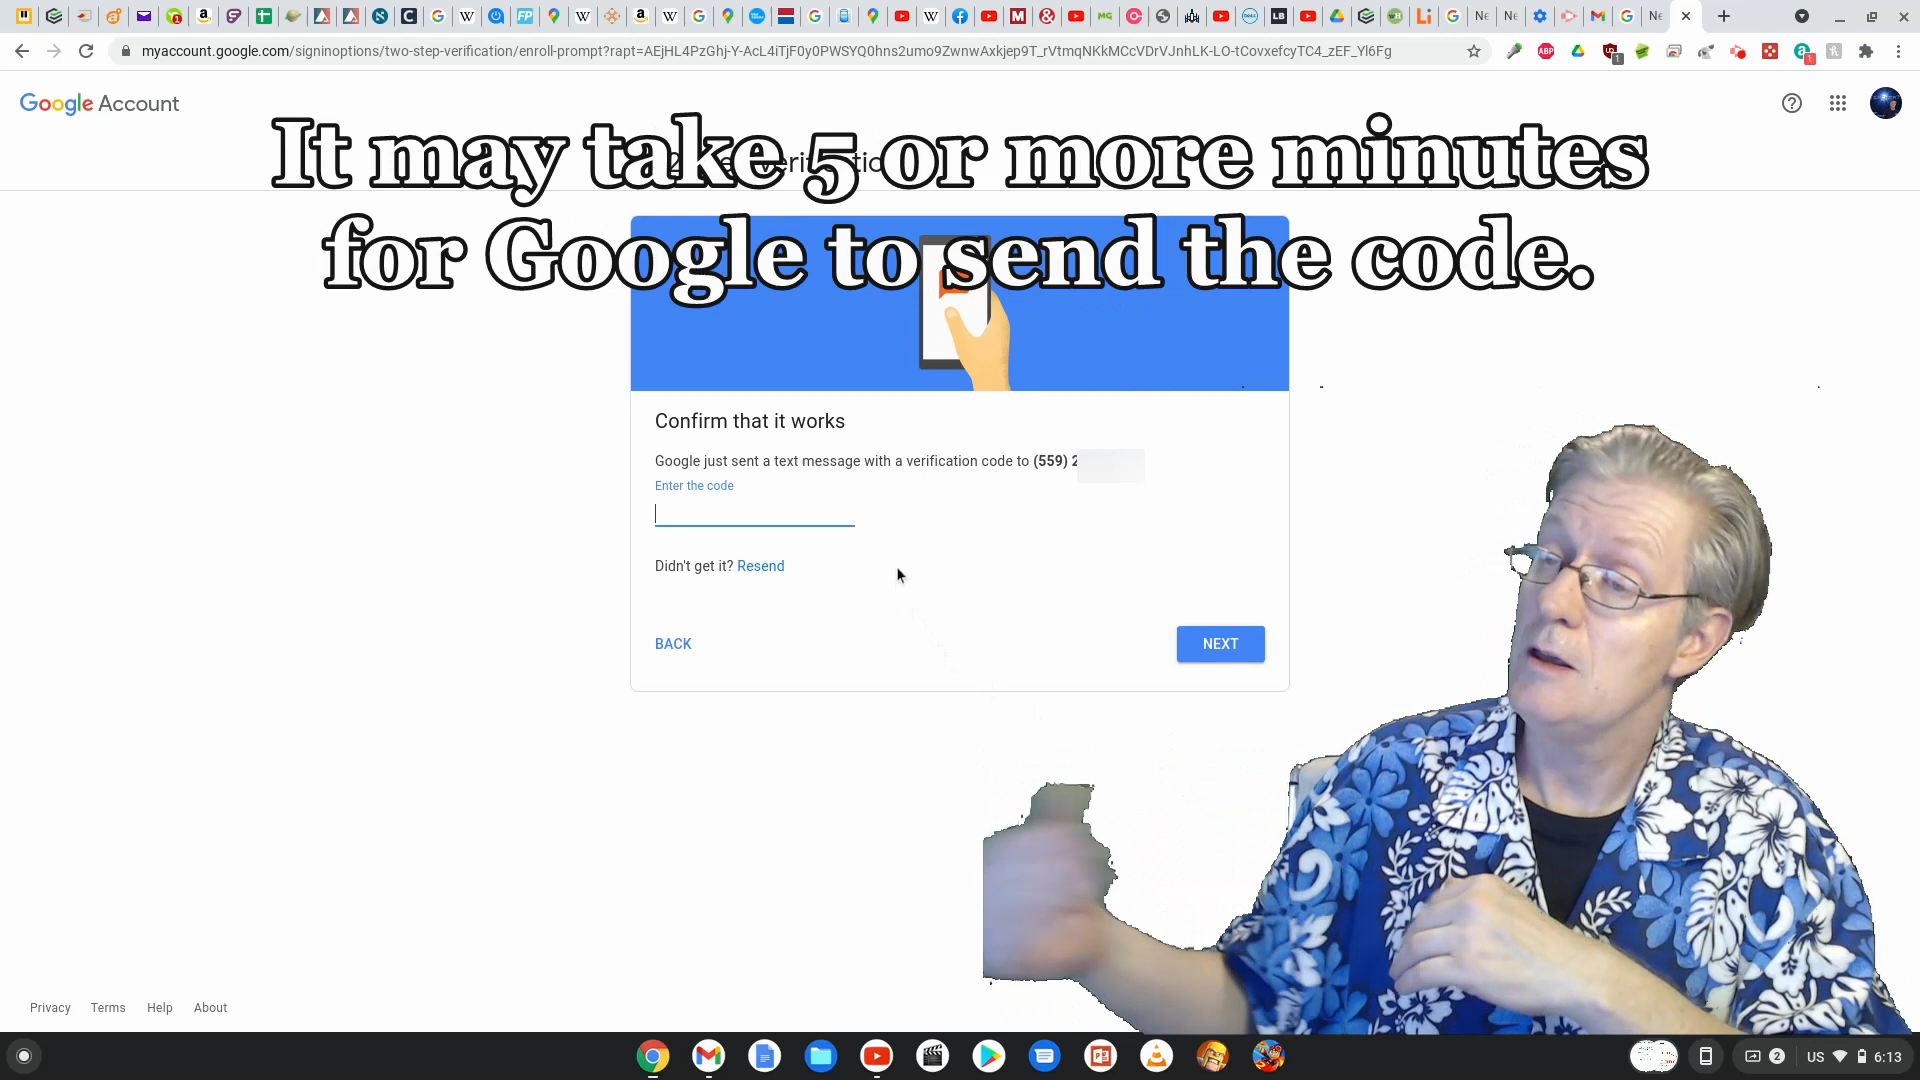 myaccount.google.com/signinoptions/two-step-verification/enroll-prompt?rapt=AEjHL4PzGhj-Y-AcL4iTjF0y0PWSYQ0hns2umo9ZwnwAxkjep9T_rVtmqNKkMCcVDrVJnhLK-LO-tCovxefcyTC4_zEF_Yl6Fg
Google Account
It may take 5 or more minutes
for Google to send the code.
Confirm that it works
Google just sent a text message with a verification code to (559) 2
Enter the code
Didn't get it? Resend
BACK
NEXT
Privacy Terms Help About
2 US 6:13